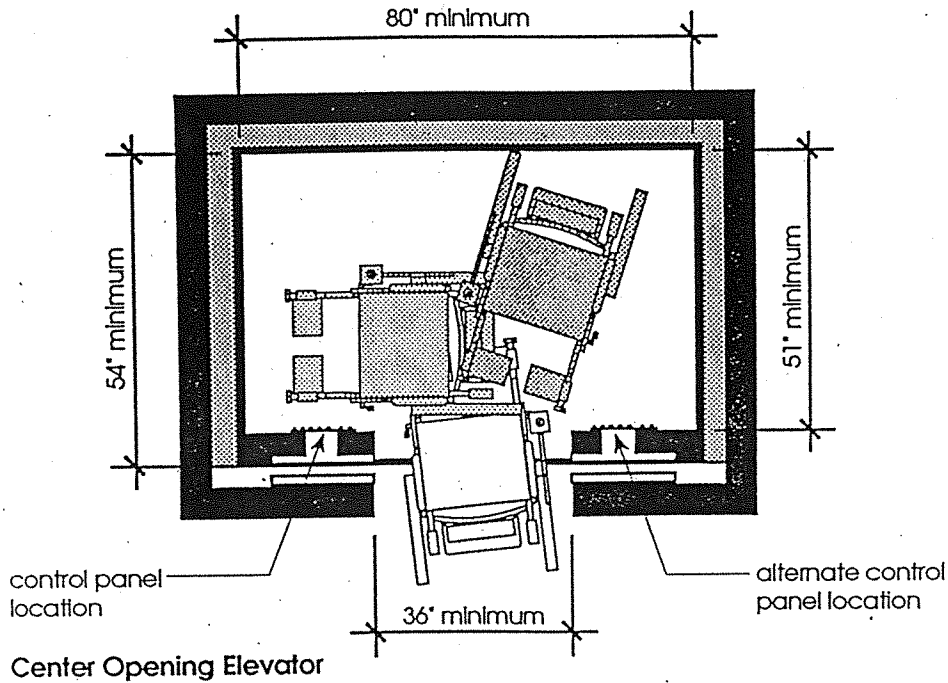 80" minimum
54" minimum
51" minimum
control panel
location
36" minimum
alternate control
panel location
Center Opening Elevator